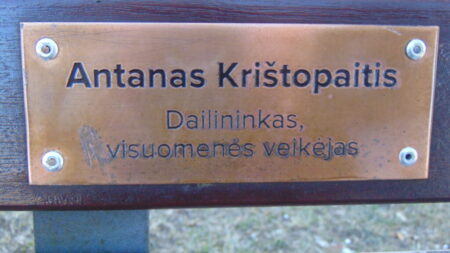 Antanas Krištopaitis
Dailininkas,
visuomenės veikėjas